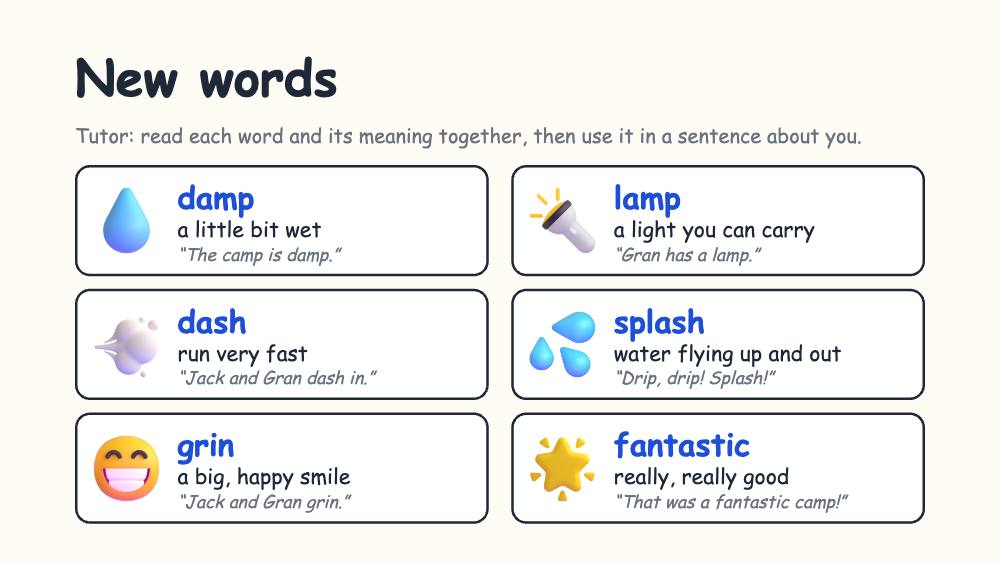 New words
Tutor: read each word and its meaning together, then use it in a sentence about you.
damp
a little bit wet
“The camp is damp.”
lamp
a light you can carry
“Gran has a lamp.”
dash
run very fast
“Jack and Gran dash in.”
splash
water flying up and out
“Drip, drip! Splash!”
grin
a big, happy smile
“Jack and Gran grin.”
fantastic
really, really good
“That was a fantastic camp!”